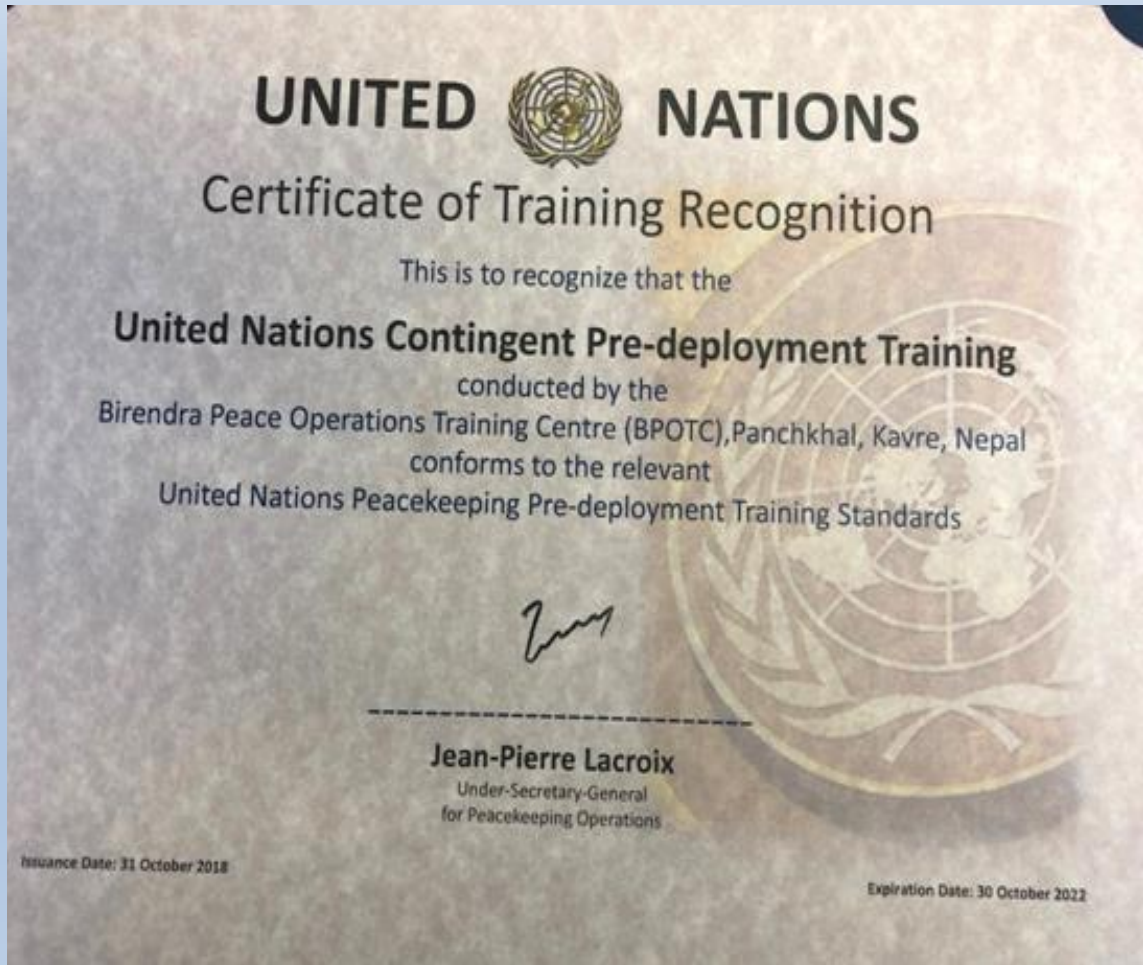 UNITED NATIONS
Certificate of Training Recognition
This is to recognize that the
United Nations Contingent Pre-deployment Training
conducted by the
Birendra Peace Operations Training Centre (BPOTC),Panchkhal, Kavre, Nepal
conforms to the relevant
United Nations Peacekeeping Pre-deployment Training Standards
Jean-Pierre Lacroix
Under-Secretary-General
for Peacekeeping Operations
Issuance Date: 31 October 2018
Expiration Date: 30 October 2022